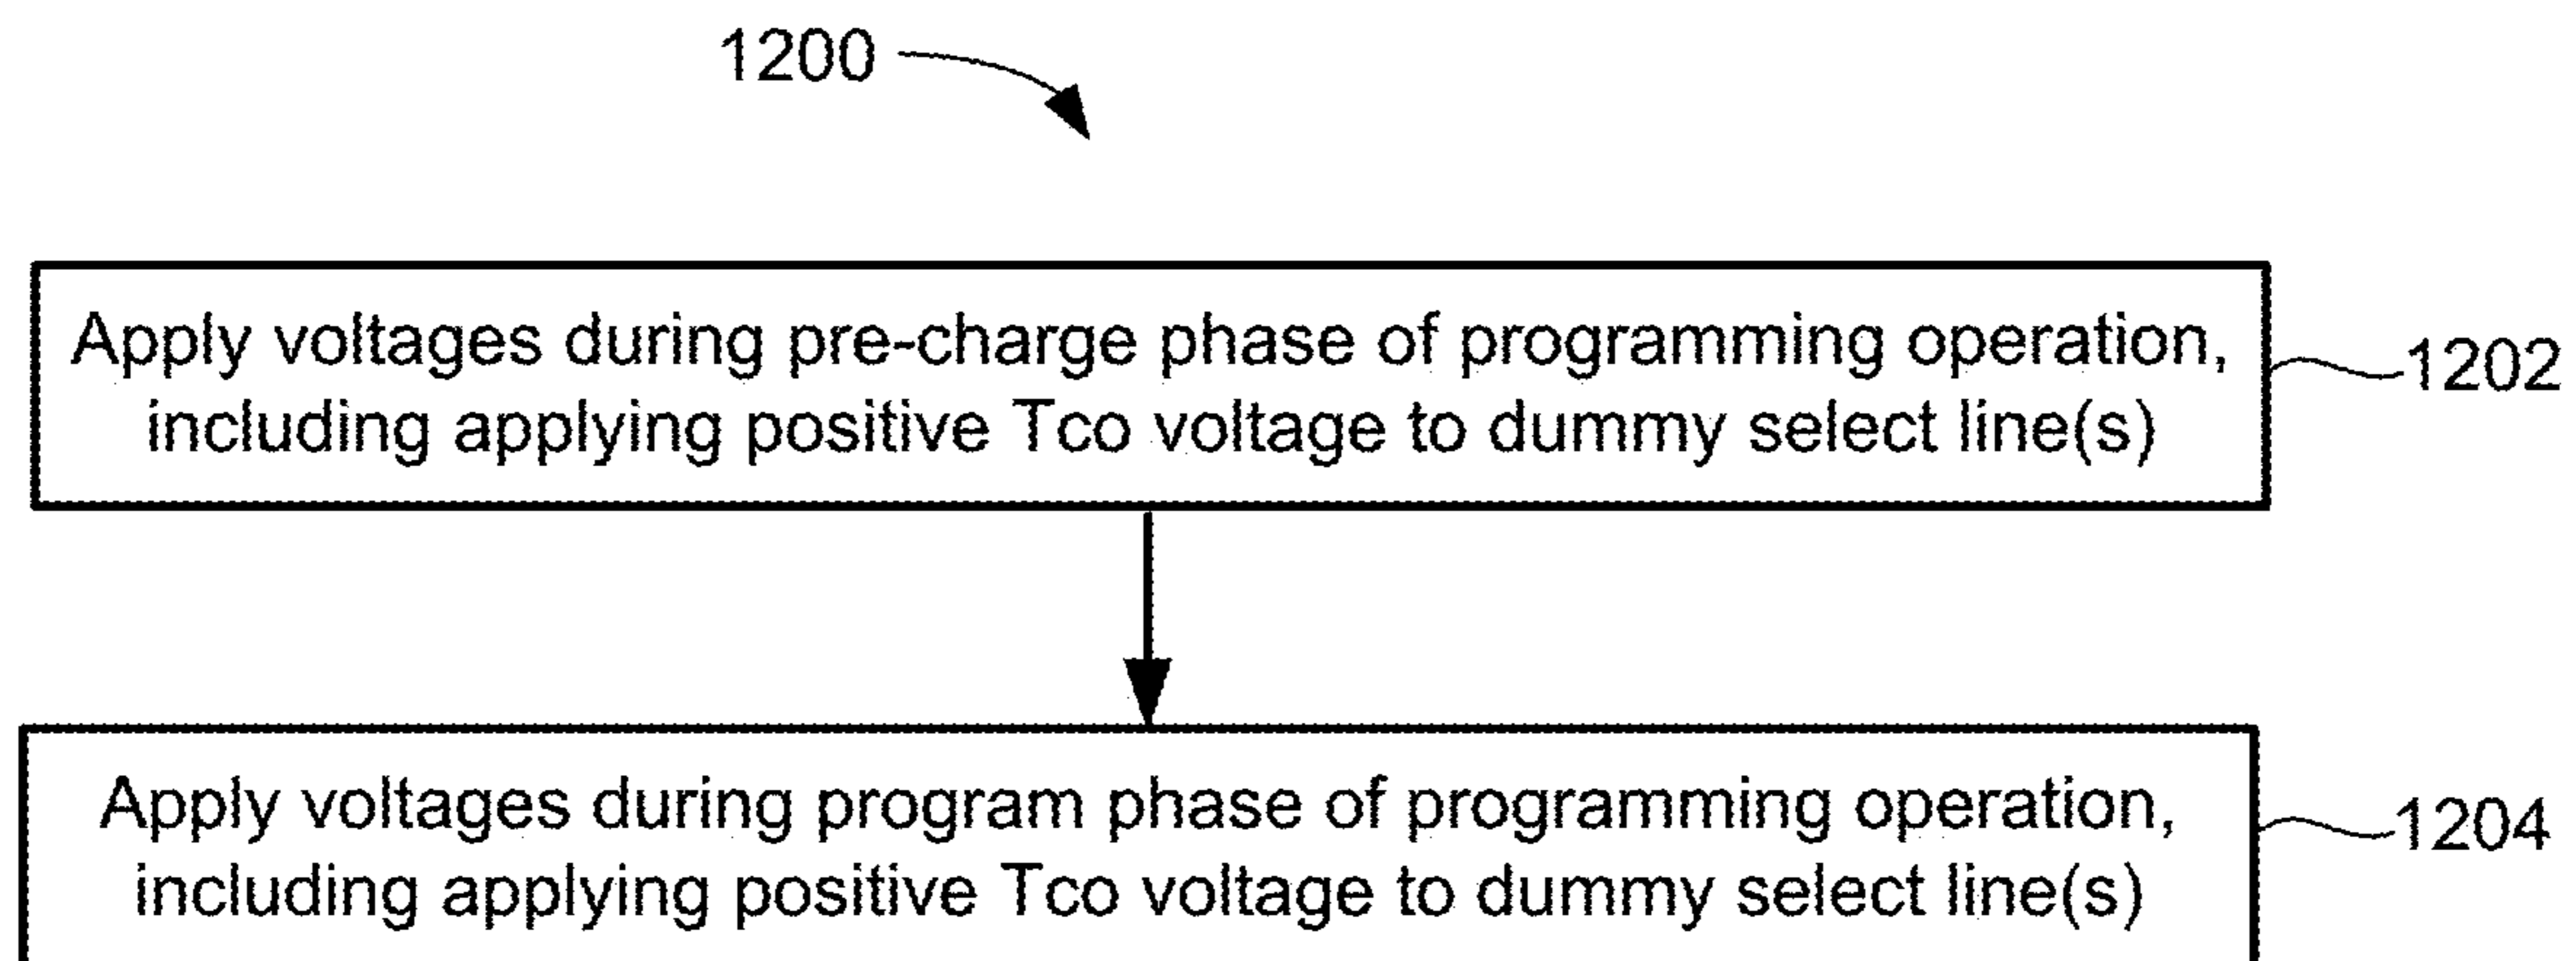 1200
Apply voltages during pre-charge phase of programming operation,
including applying positive Tco voltage to dummy select line(s)
1202
Apply voltages during program phase of programming operation,
including applying positive Tco voltage to dummy select line(s)
1204